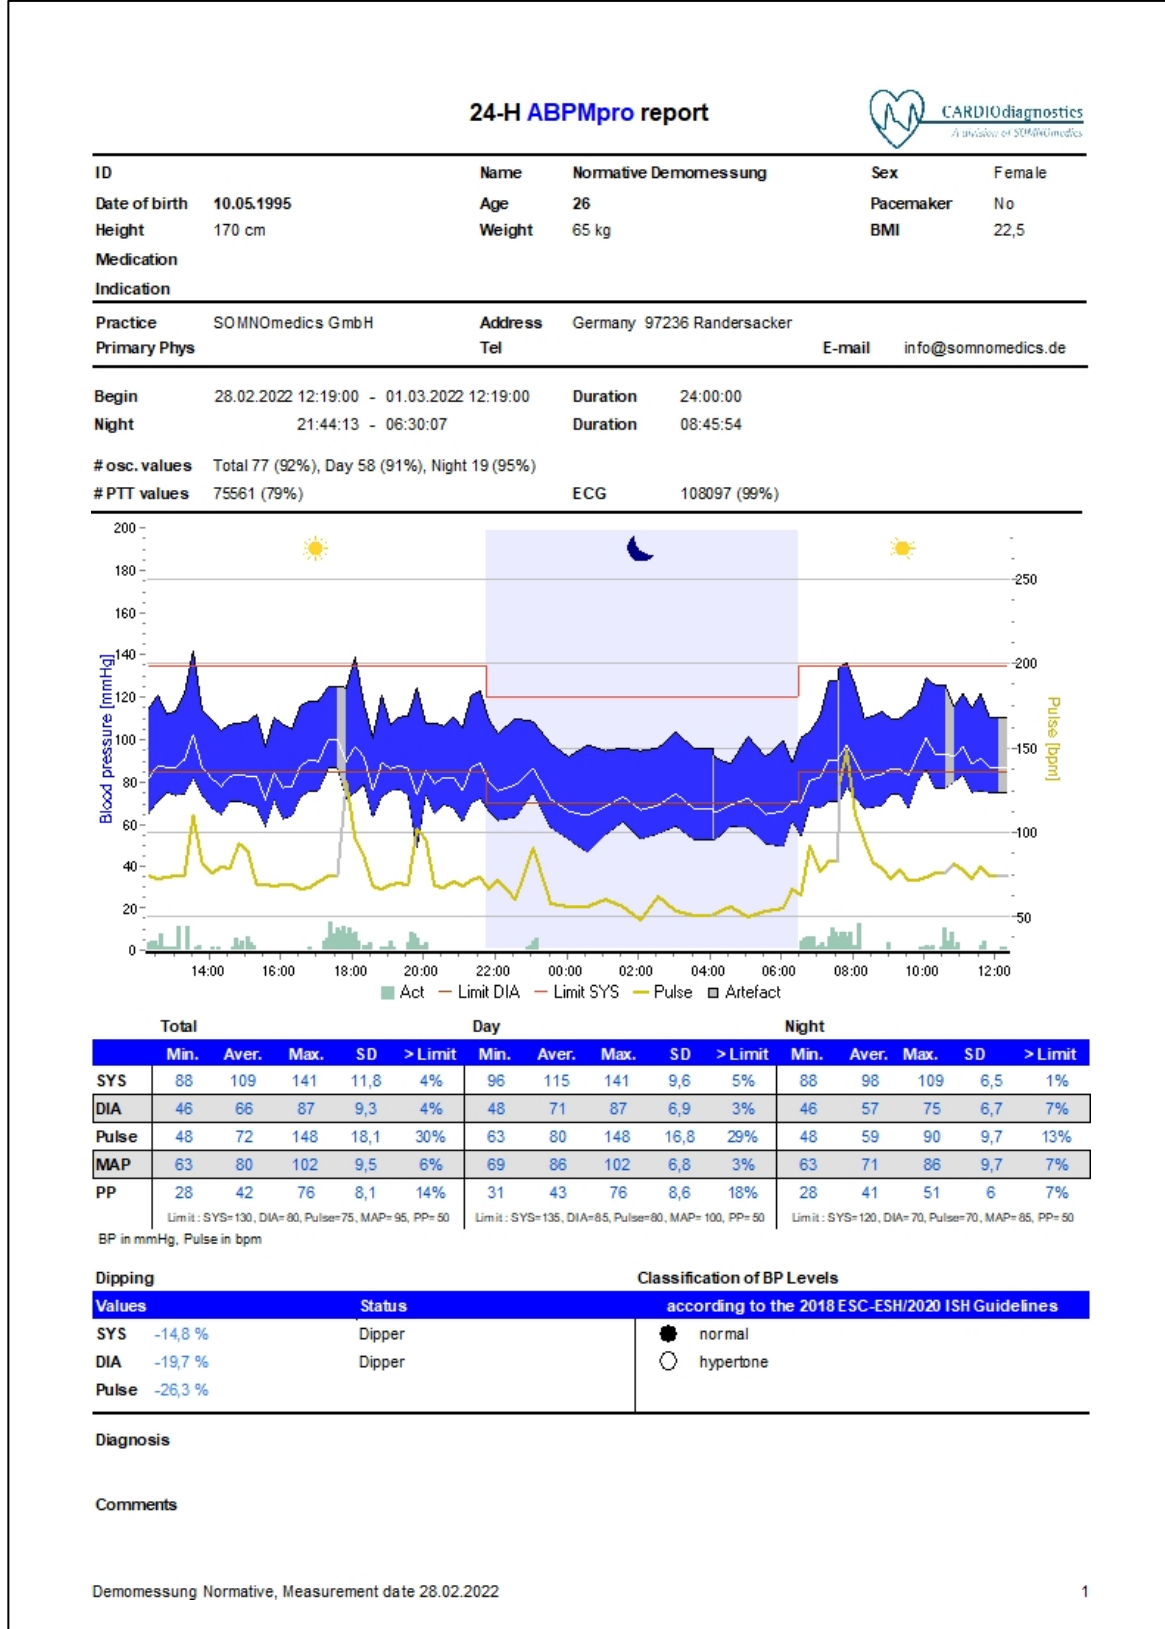 24-H ABPMpro report
CARDIOdiagnostics
A division of SOMNOmedics
ID Name Normative Demomessung Sex Female
Date of birth 10.05.1995 Age 26 Pacemaker No
Height 170 cm Weight 65 kg BMI 22,5
Medication
Indication
Practice SOMNOmedics GmbH Address Germany 97236 Randersacker
Primary Phys Tel E-mail info@somnomedics.de
Begin 28.02.2022 12:19:00 - 01.03.2022 12:19:00 Duration 24:00:00
Night 21:44:13 - 06:30:07 Duration 08:45:54
# osc. values Total 77 (92%), Day 58 (91%), Night 19 (95%)
# PTT values 75561 (79%) ECG 108097 (99%)
Blood pressure [mmHg]
200
180
160
140
120
100
80
60
40
20
0
250
200
150
100
50
Pulse [bpm]
14:00 16:00 18:00 20:00 22:00 00:00 02:00 04:00 06:00 08:00 10:00 12:00
Act Limit DIA Limit SYS Pulse Artefact
Total Day Night
Min. Aver. Max. SD > Limit Min. Aver. Max. SD > Limit Min. Aver. Max. SD > Limit
SYS 88 109 141 11,8 4% 96 115 141 9,6 5% 88 98 109 6,5 1%
DIA 46 66 87 9,3 4% 48 71 87 6,9 3% 46 57 75 6,7 7%
Pulse 48 72 148 18,1 30% 63 80 148 16,8 29% 48 59 90 9,7 13%
MAP 63 80 102 9,5 6% 69 86 102 6,8 3% 63 71 86 9,7 7%
PP 28 42 76 8,1 14% 31 43 76 8,6 18% 28 41 51 6 7%
Limit : SYS=130, DIA=80, Pulse=75, MAP=95, PP=50 Limit : SYS=135, DIA=85, Pulse=80, MAP=100, PP=50 Limit : SYS=120, DIA=70, Pulse=70, MAP=85, PP=50
BP in mmHg, Pulse in bpm
Dipping Classification of BP Levels
Values Status according to the 2018 ESC-ESH/2020 ISH Guidelines
SYS -14,8 % Dipper normal
DIA -19,7 % Dipper hypertone
Pulse -26,3 %
Diagnosis
Comments
Demomessung Normative, Measurement date 28.02.2022 1